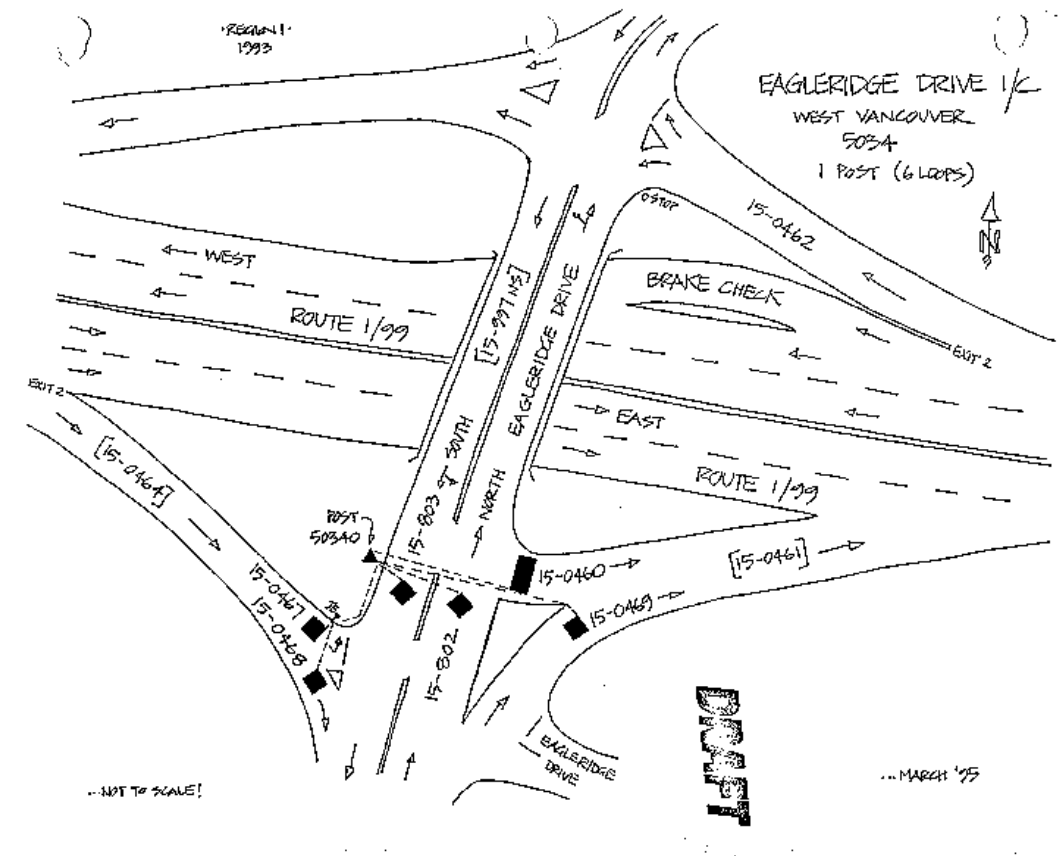 'REGION 1'
1993
EAGLERIDGE DRIVE I/C
WEST VANCOUVER
5034
1 POST (6 LOOPS)
N
STOP
15-0462
WEST
BRAKE CHECK
ROUTE 1/99
[15-997 NS]
EAGLERIDGE DRIVE
EXIT 2
EXIT 2
EAST
[15-0464]
ROUTE 1/99
15-803 SOUTH
NORTH
POST
50340
15-0460
[15-0461]
15-0467
15-0468
15-0469
15-802
EAGLERIDGE
DRIVE
DRAFT
...NOT TO SCALE!
...MARCH '95